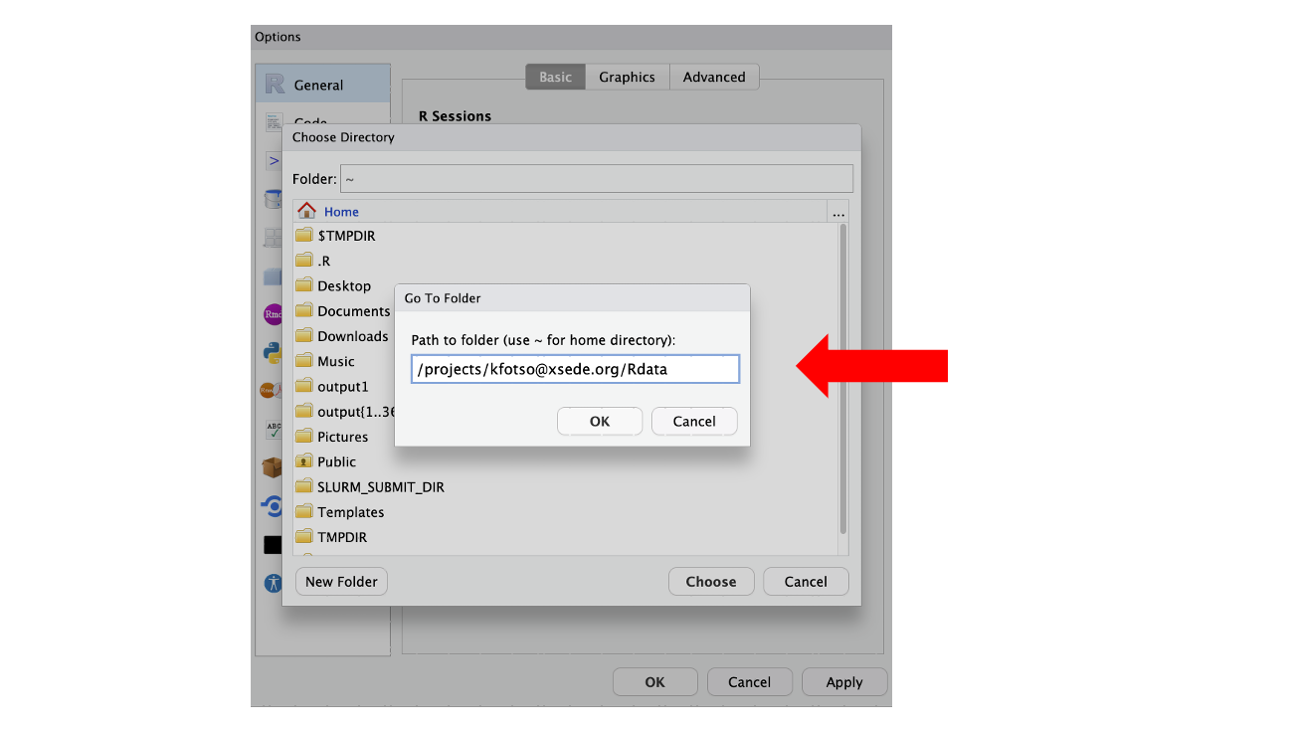 Options
General
Basic Graphics Advanced
R Sessions
Code
Choose Directory
Folder: ~
Home ...
$TMPDIR
.R
Desktop
Documents
Downloads
Music
output1
output{1..36
Pictures
Public
SLURM_SUBMIT_DIR
Templates
TMPDIR
Go To Folder
Path to folder (use ~ for home directory):
/projects/kfotso@xsede.org/Rdata
OK Cancel
New Folder Choose Cancel
OK Cancel Apply